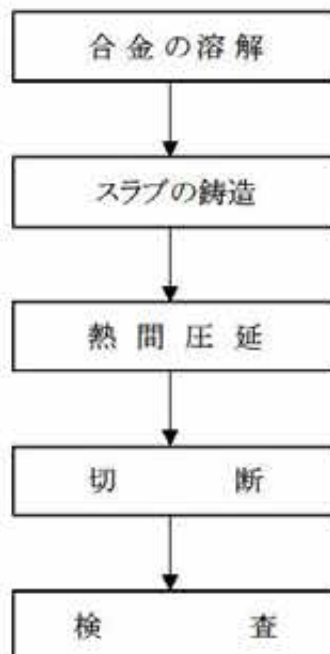 合金の溶解
スラブの鋳造
熱間圧延
切断
検査